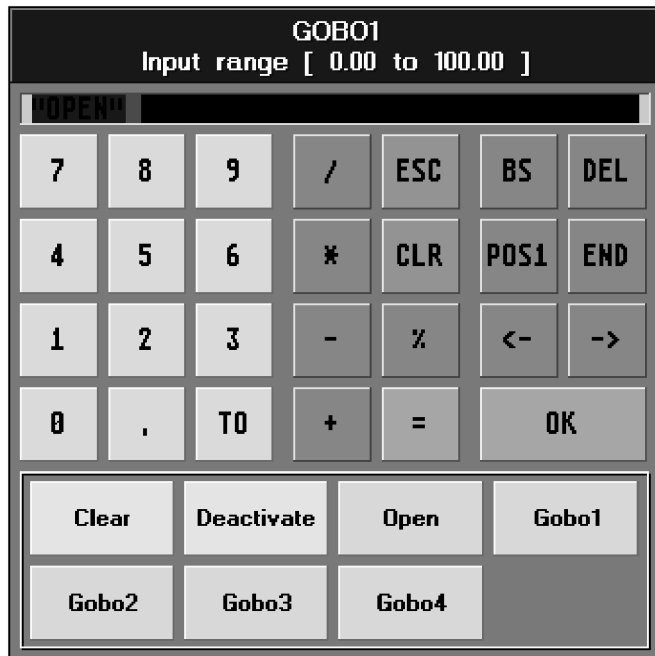 GOBO1
Input range [ 0.00 to 100.00 ]
"OPEN"
7 8 9 / ESC BS DEL
4 5 6 * CLR POS1 END
1 2 3 - % <- ->
0 . TO + = OK
Clear Deactivate Open Gobo1
Gobo2 Gobo3 Gobo4